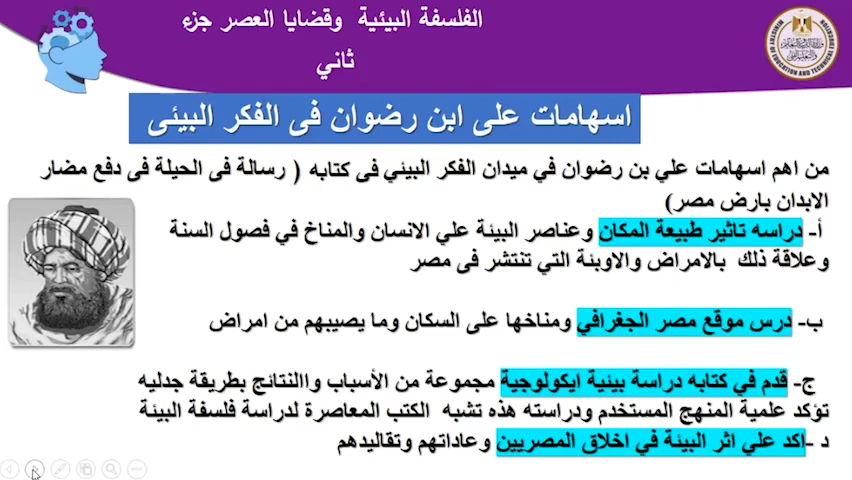 الفلسفة البيئية وقضايا العصر جزء
ثاني
اسهامات على ابن رضوان فى الفكر البيئى
من اهم اسهامات علي بن رضوان في ميدان الفكر البيئي فى كتابه ( رسالة فى الحيلة فى دفع مضار
الابدان بارض مصر)
أ- دراسه تاثير طبيعة المكان وعناصر البيئة علي الانسان والمناخ في فصول السنة
وعلاقة ذلك بالامراض والاوبئة التي تنتشر فى مصر
ب- درس موقع مصر الجغرافي ومناخها على السكان وما يصيبهم من امراض
ج- قدم في كتابه دراسة بيئية ايكولوجية مجموعة من الأسباب واالنتائج بطريقة جدليه
تؤكد علمية المنهج المستخدم ودراسته هذه تشبه الكتب المعاصرة لدراسة فلسفة البيئة
د -اكد علي اثر البيئة في اخلاق المصريين وعاداتهم وتقاليدهم